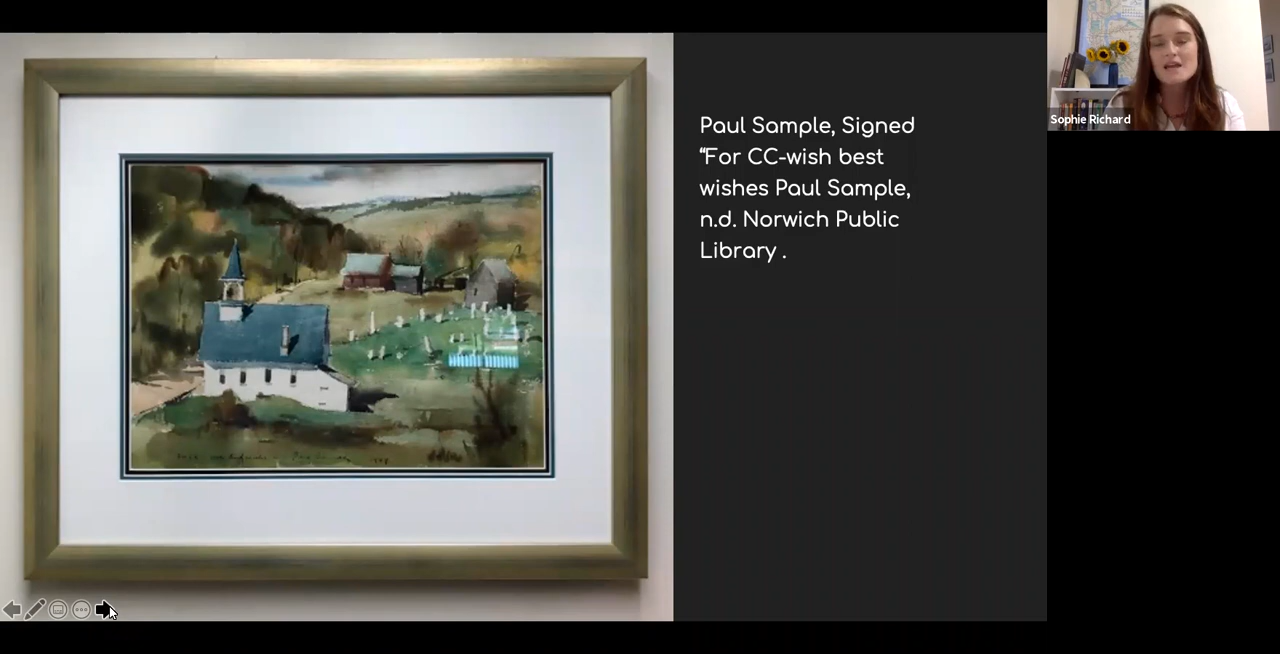 Paul Sample, Signed
“For CC-wish best
wishes Paul Sample,
n.d. Norwich Public
Library .
Sophie Richard